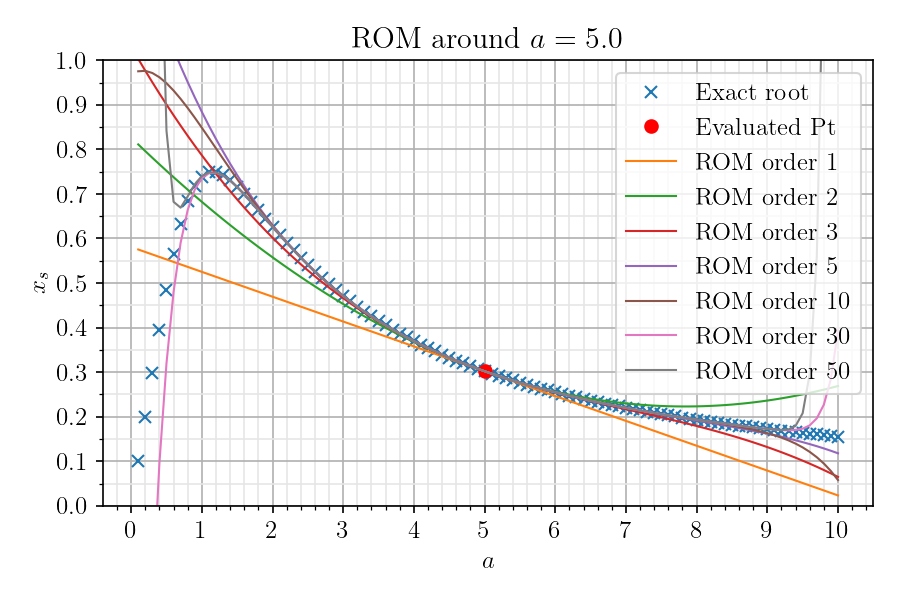 ROM around a = 5.0
1.0
0.9
0.8
0.7
0.6
0.5
0.4
0.3
0.2
0.1
0.0
x_s
Exact root
Evaluated Pt
ROM order 1
ROM order 2
ROM order 3
ROM order 5
ROM order 10
ROM order 30
ROM order 50
0 1 2 3 4 5 6 7 8 9 10
a